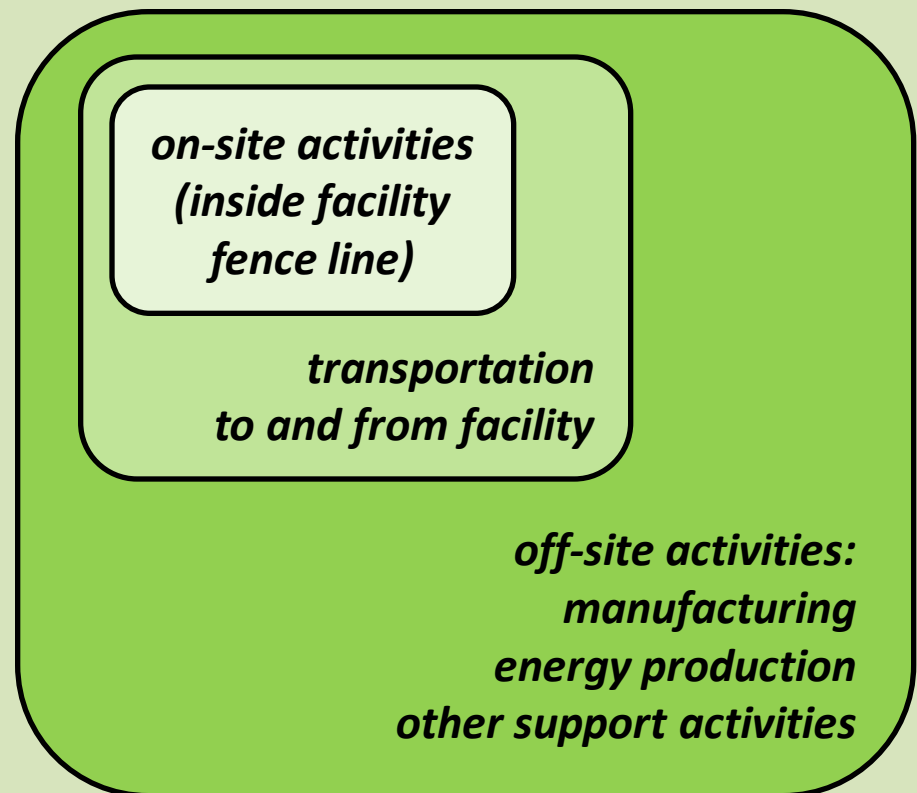 on-site activities
(inside facility
fence line)
transportation
to and from facility
off-site activities:
manufacturing
energy production
other support activities